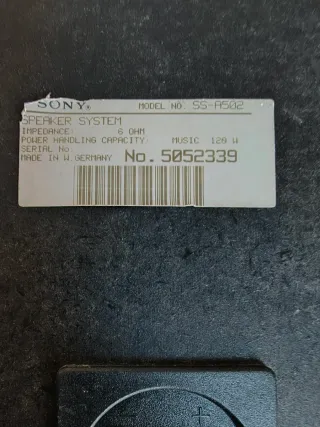 SONY® MODEL NO. SS-A502
SPEAKER SYSTEM
IMPEDANCE: 6 OHM
POWER HANDLING CAPACITY: MUSIC 120 W
SERIAL No.
MADE IN W.GERMANY No. 5052339
- +